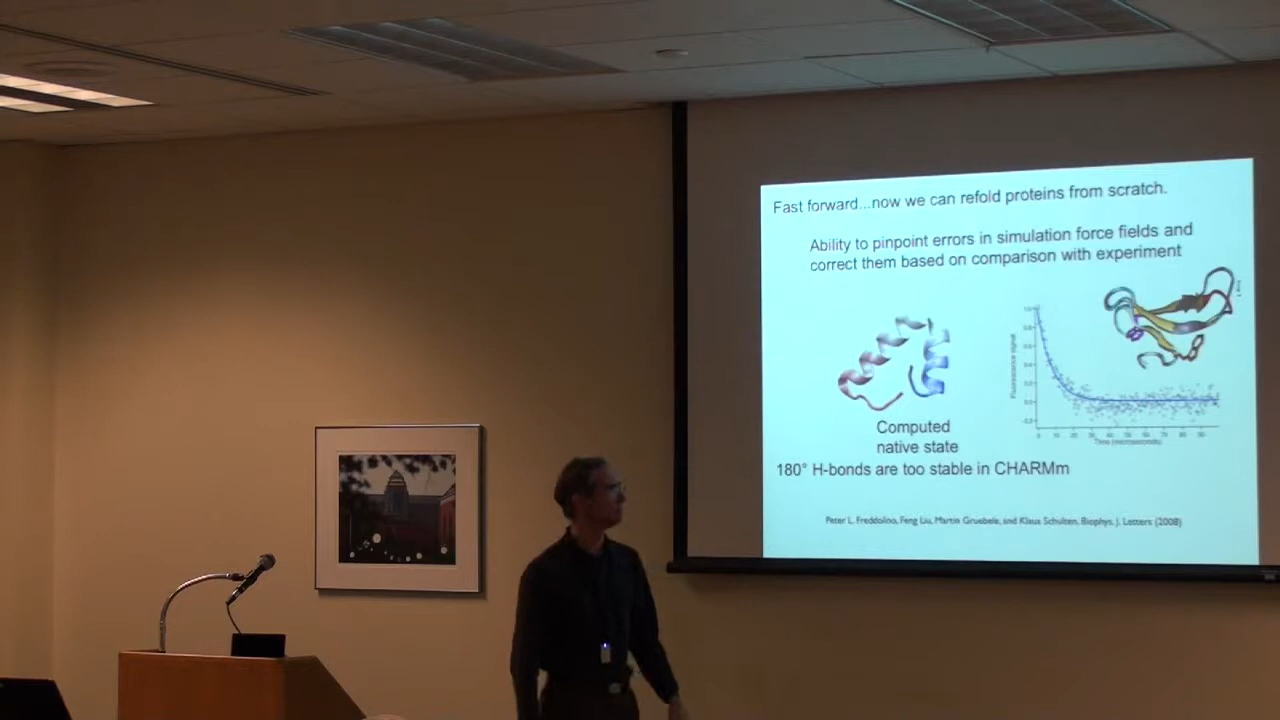 Fast forward...now we can refold proteins from scratch.
Ability to pinpoint errors in simulation force fields and
correct them based on comparison with experiment
Computed
native state
180° H-bonds are too stable in CHARMm
Time (microseconds)
Peter L. Freddolino, Feng Liu, Martin Gruebele, and Klaus Schulten, Biophys. J. Letters (2008)